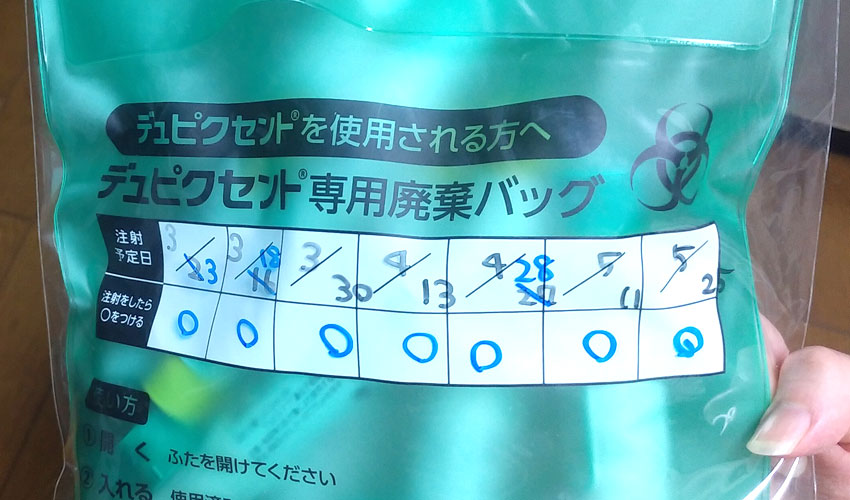 デュピクセント®を使用される方へ
デュピクセント®専用廃棄バッグ
注射
予定日
3/3 3/18 3/30 4/13 4/28 5/11 5/25
注射をしたら
○をつける
○ ○ ○ ○ ○ ○ ○
使い方
①開く ふたを開けてください
②入れる 使用済